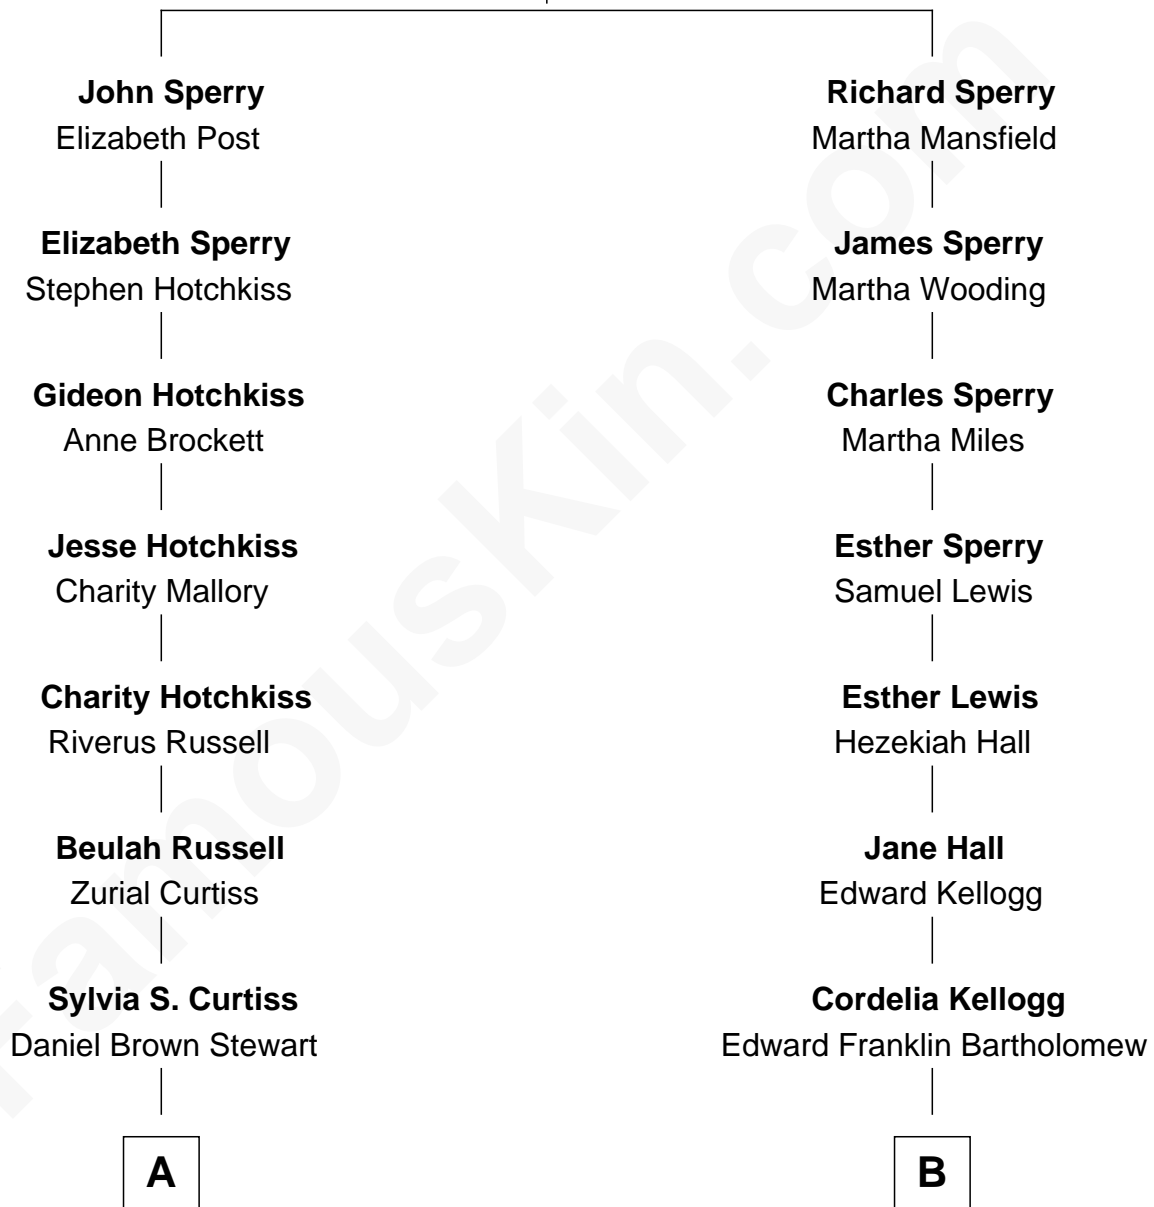 John Sperry
Elizabeth Post
Elizabeth Sperry
Stephen Hotchkiss
Gideon Hotchkiss
Anne Brockett
Jesse Hotchkiss
Charity Mallory
Charity Hotchkiss
Riverus Russell
Beulah Russell
Zurial Curtiss
Sylvia S. Curtiss
Daniel Brown Stewart
A
Richard Sperry
Martha Mansfield
James Sperry
Martha Wooding
Charles Sperry
Martha Miles
Esther Sperry
Samuel Lewis
Esther Lewis
Hezekiah Hall
Jane Hall
Edward Kellogg
Cordelia Kellogg
Edward Franklin Bartholomew
B
FamousKin.com